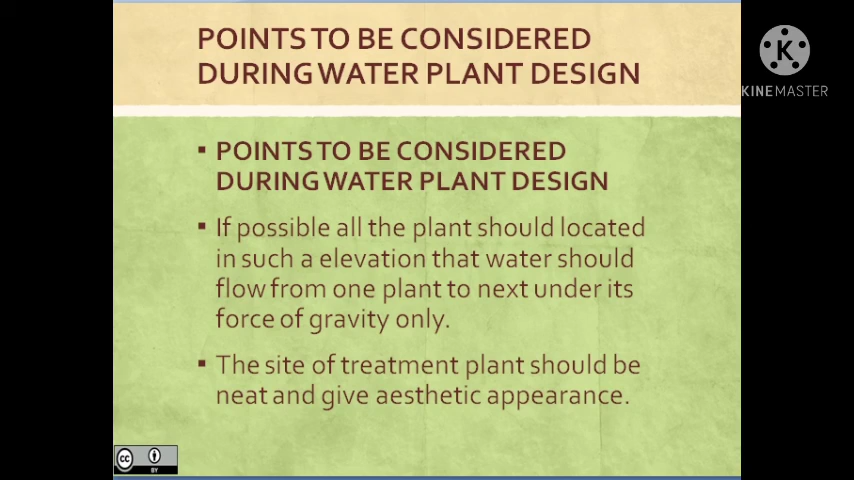 POINTS TO BE CONSIDERED
DURING WATER PLANT DESIGN
K
KINEMASTER
▪ POINTS TO BE CONSIDERED
DURING WATER PLANT DESIGN
▪ If possible all the plant should located
in such a elevation that water should
flow from one plant to next under its
force of gravity only.
▪ The site of treatment plant should be
neat and give aesthetic appearance.
cc
BY